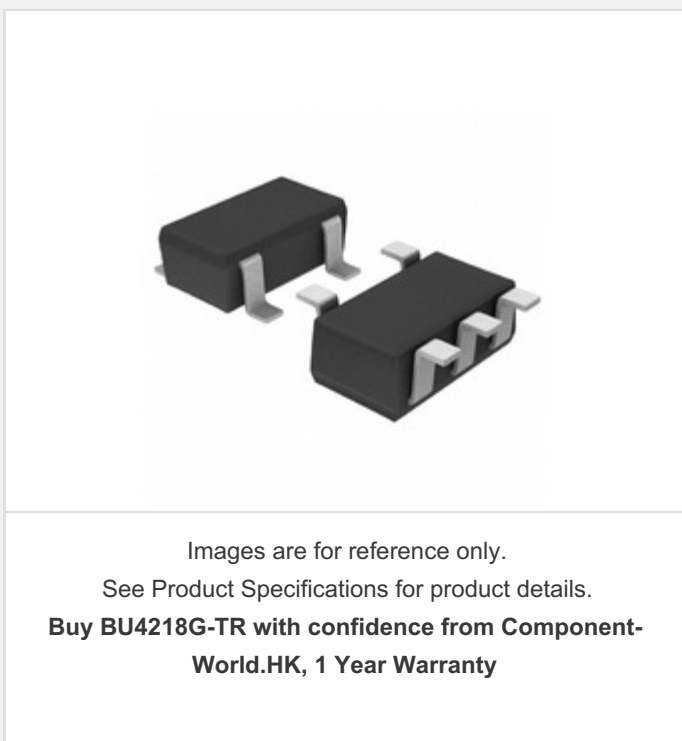 Images are for reference only.
See Product Specifications for product details.
Buy BU4218G-TR with confidence from Component-
World.HK, 1 Year Warranty